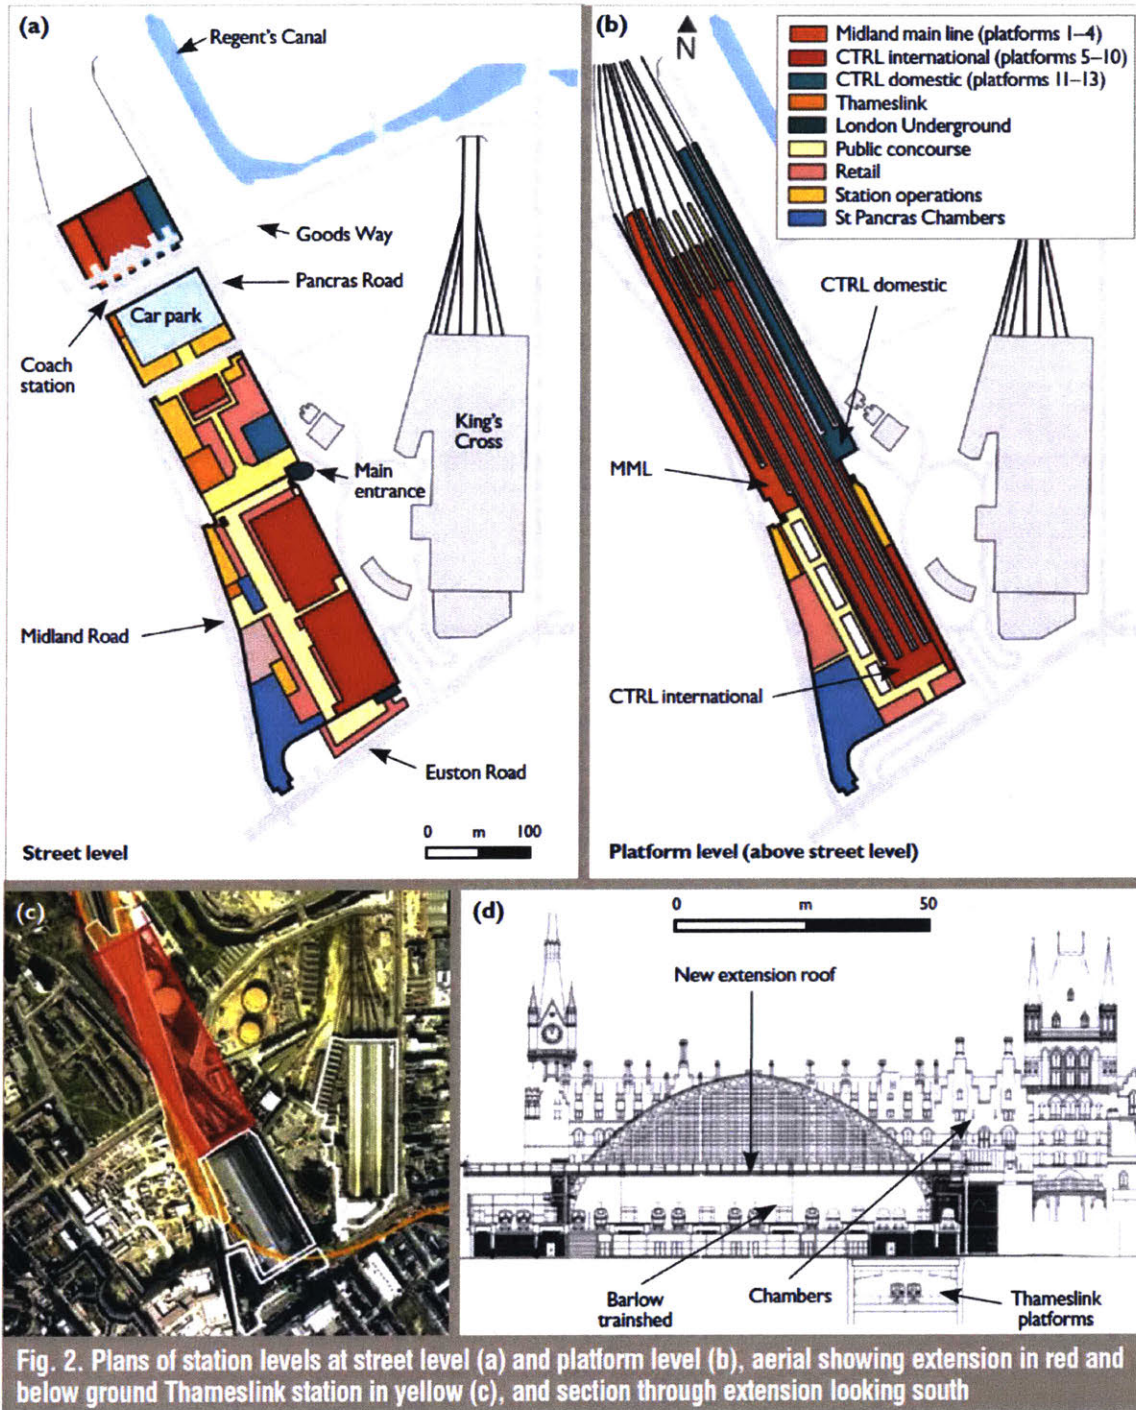 (a)
Regent's Canal
Goods Way
Pancras Road
Car park
Coach
station
King's
Cross
Main
entrance
Midland Road
Euston Road
0 m 100
Street level
(b)
N
Midland main line (platforms 1–4)
CTRL international (platforms 5–10)
CTRL domestic (platforms 11–13)
Thameslink
London Underground
Public concourse
Retail
Station operations
St Pancras Chambers
CTRL domestic
MML
CTRL international
Platform level (above street level)
(c)
(d)
0 m 50
New extension roof
Barlow
trainshed
Chambers
Thameslink
platforms
Fig. 2. Plans of station levels at street level (a) and platform level (b), aerial showing extension in red and
below ground Thameslink station in yellow (c), and section through extension looking south